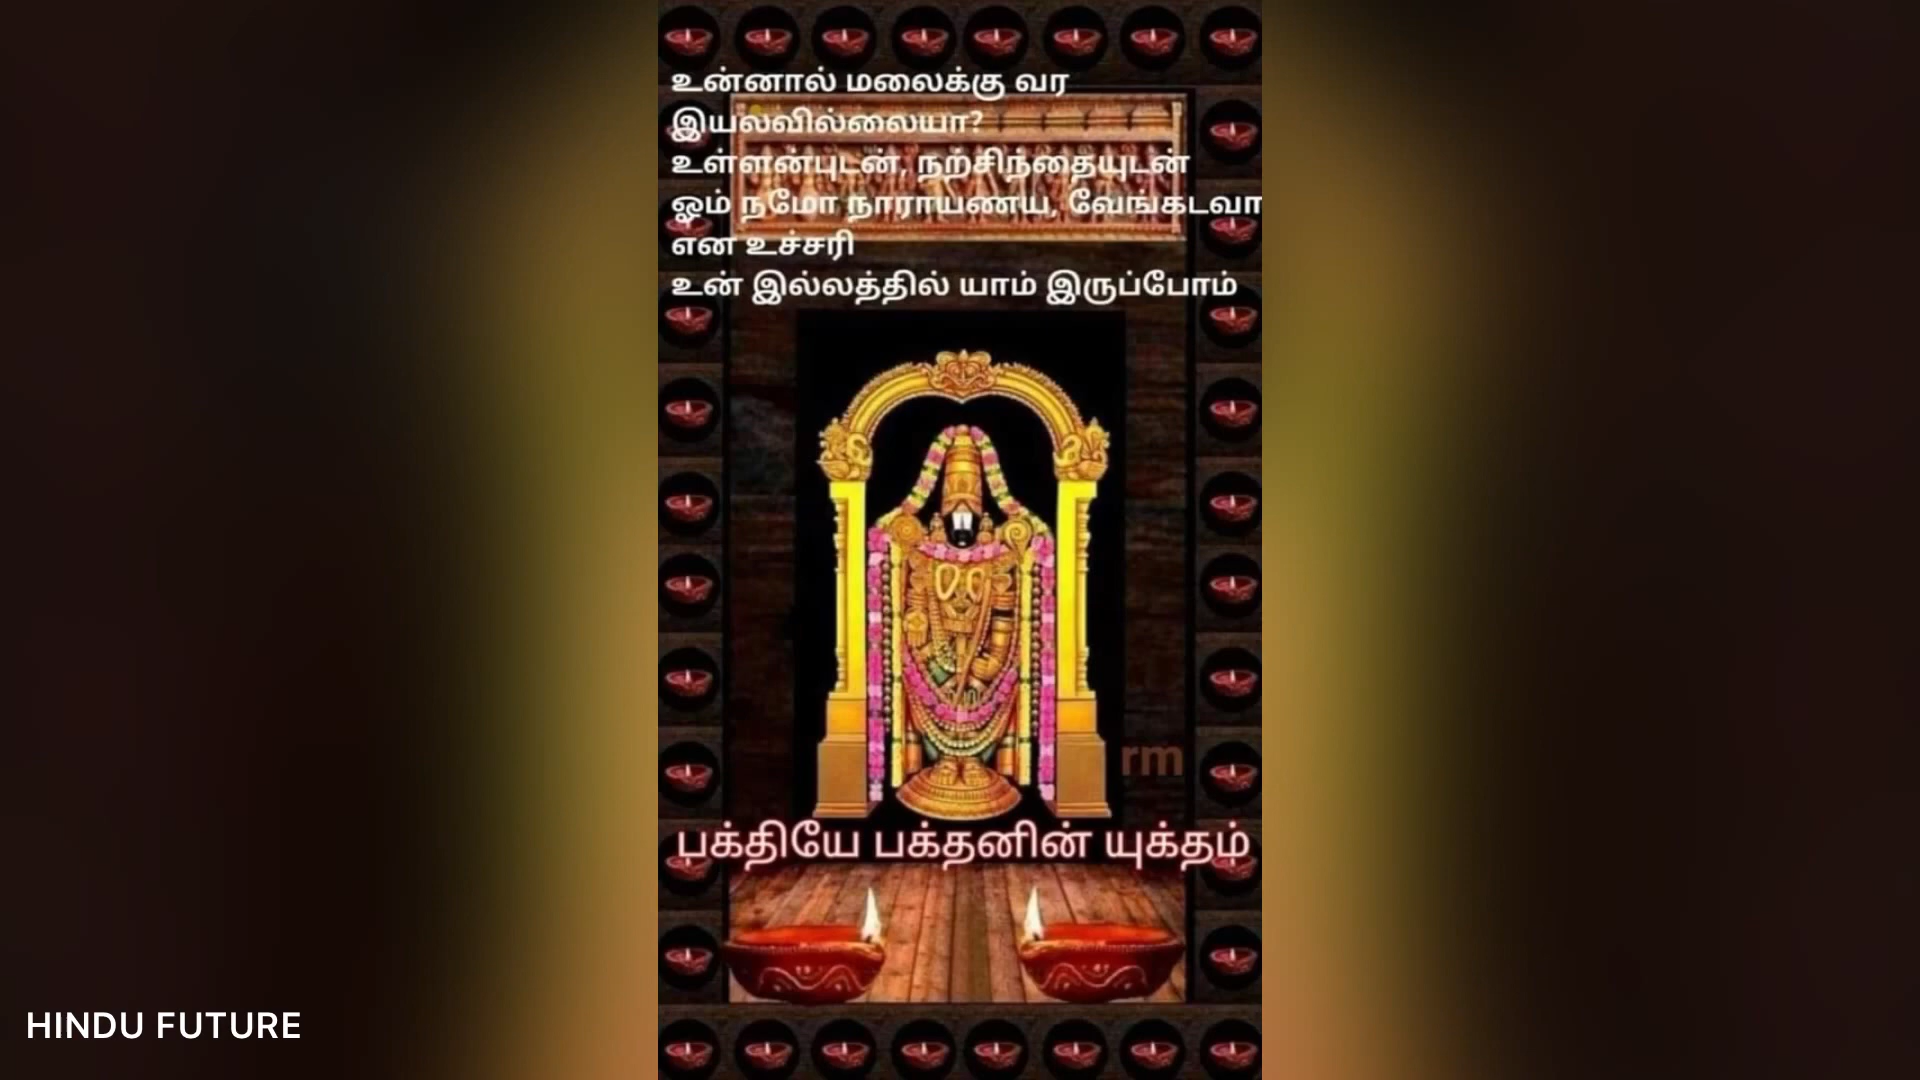 உன்னால் மலைக்கு வர
இயலவில்லையா?
உள்ளன்புடன், நற்சிந்தையுடன்
ஓம் நமோ நாராயணய, வேங்கடவா
என உச்சரி
உன் இல்லத்தில் யாம் இருப்போம்
rm
பக்தியே பக்தனின் யுக்தம்
HINDU FUTURE